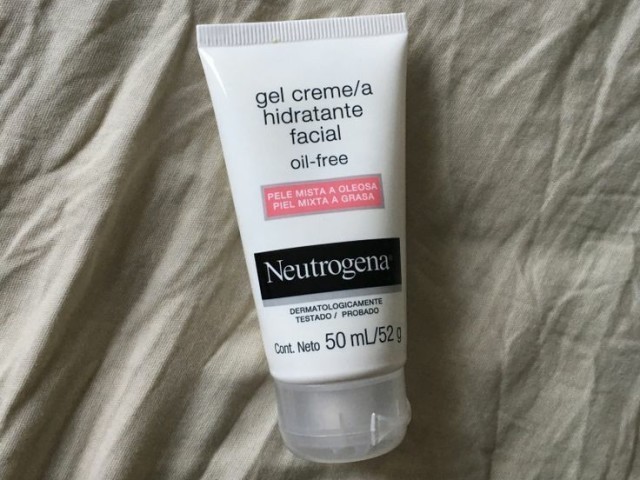 gel creme/a
hidratante
facial
oil-free
PELE MISTA A OLEOSA
PIEL MIXTA A GRASA
Neutrogena®
DERMATOLOGICAMENTE
TESTADO / PROBADO
Cont. Neto 50 mL/52 g